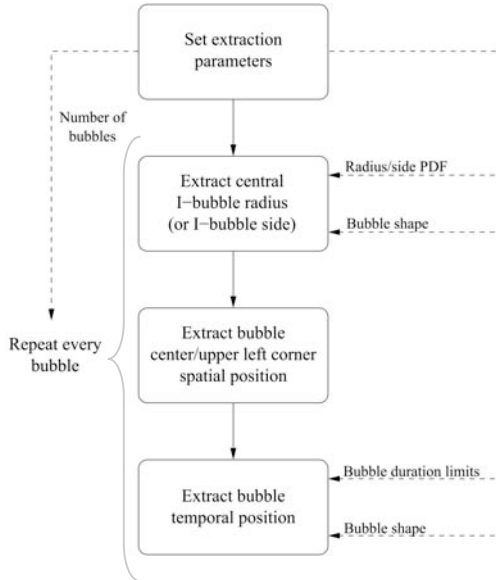 Set extraction
parameters
Number of
bubbles
Radius/side PDF
Extract central
I−bubble radius
(or I−bubble side)
Bubble shape
Extract bubble
center/upper left corner
spatial position
Repeat every
bubble
Bubble duration limits
Extract bubble
temporal position
Bubble shape